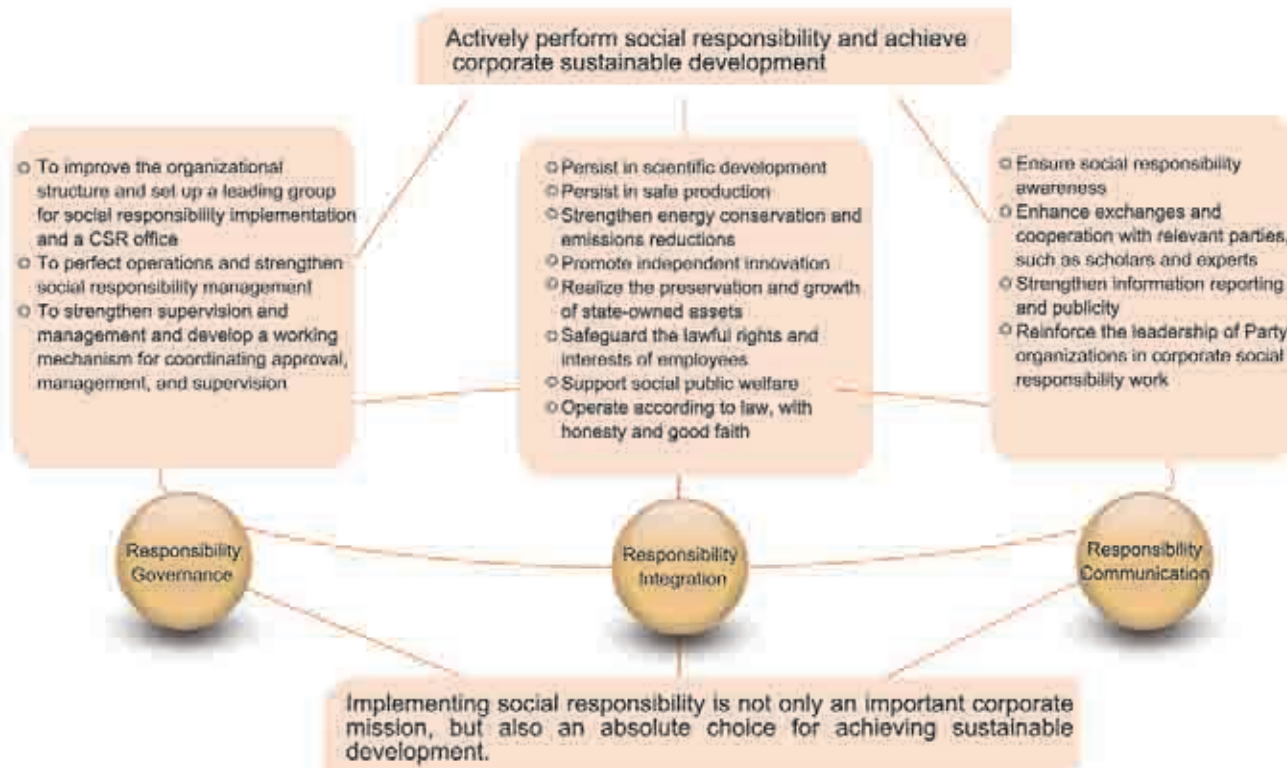 Actively perform social responsibility and achieve
corporate sustainable development
To improve the organizational
structure and set up a leading group
for social responsibility implementation
and a CSR office
To perfect operations and strengthen
social responsibility management
To strengthen supervision and
management and develop a working
mechanism for coordinating approval,
management, and supervision
Persist in scientific development
Persist in safe production
Strengthen energy conservation and
emissions reductions
Promote independent innovation
Realize the preservation and growth
of state-owned assets
Safeguard the lawful rights and
interests of employees
Support social public welfare
Operate according to law, with
honesty and good faith
Ensure social responsibility
awareness
Enhance exchanges and
cooperation with relevant parties,
such as scholars and experts
Strengthen information reporting
and publicity
Reinforce the leadership of Party
organizations in corporate social
responsibility work
Responsibility
Governance
Responsibility
Integration
Responsibility
Communication
Implementing social responsibility is not only an important corporate
mission, but also an absolute choice for achieving sustainable
development.